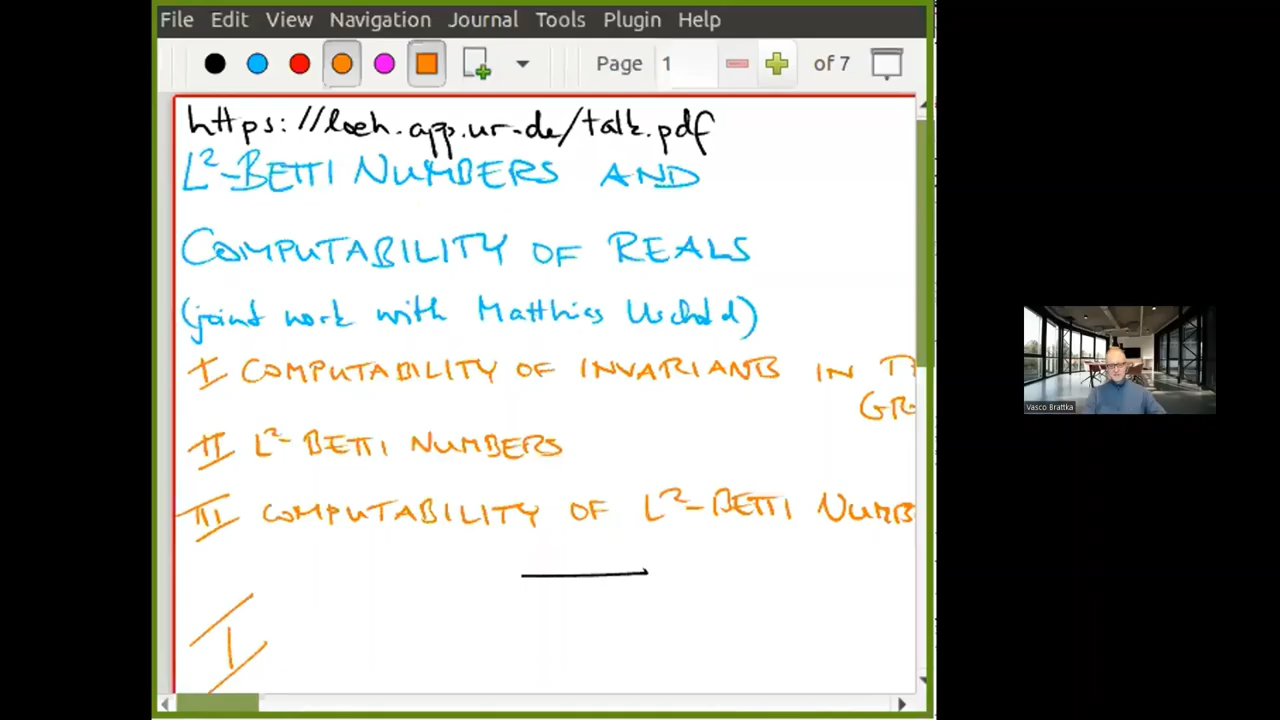 File Edit View Navigation Journal Tools Plugin Help
Page 1 of 7
https://loeh.app.ur.de/talk.pdf
L²-BETTI NUMBERS AND
COMPUTABILITY OF REALS
(joint work with Matthias Uschold)
I COMPUTABILITY OF INVARIANTS IN
II L²-BETTI NUMBERS
III COMPUTABILITY OF L²-BETTI NUMB
I
Vasco Brattka